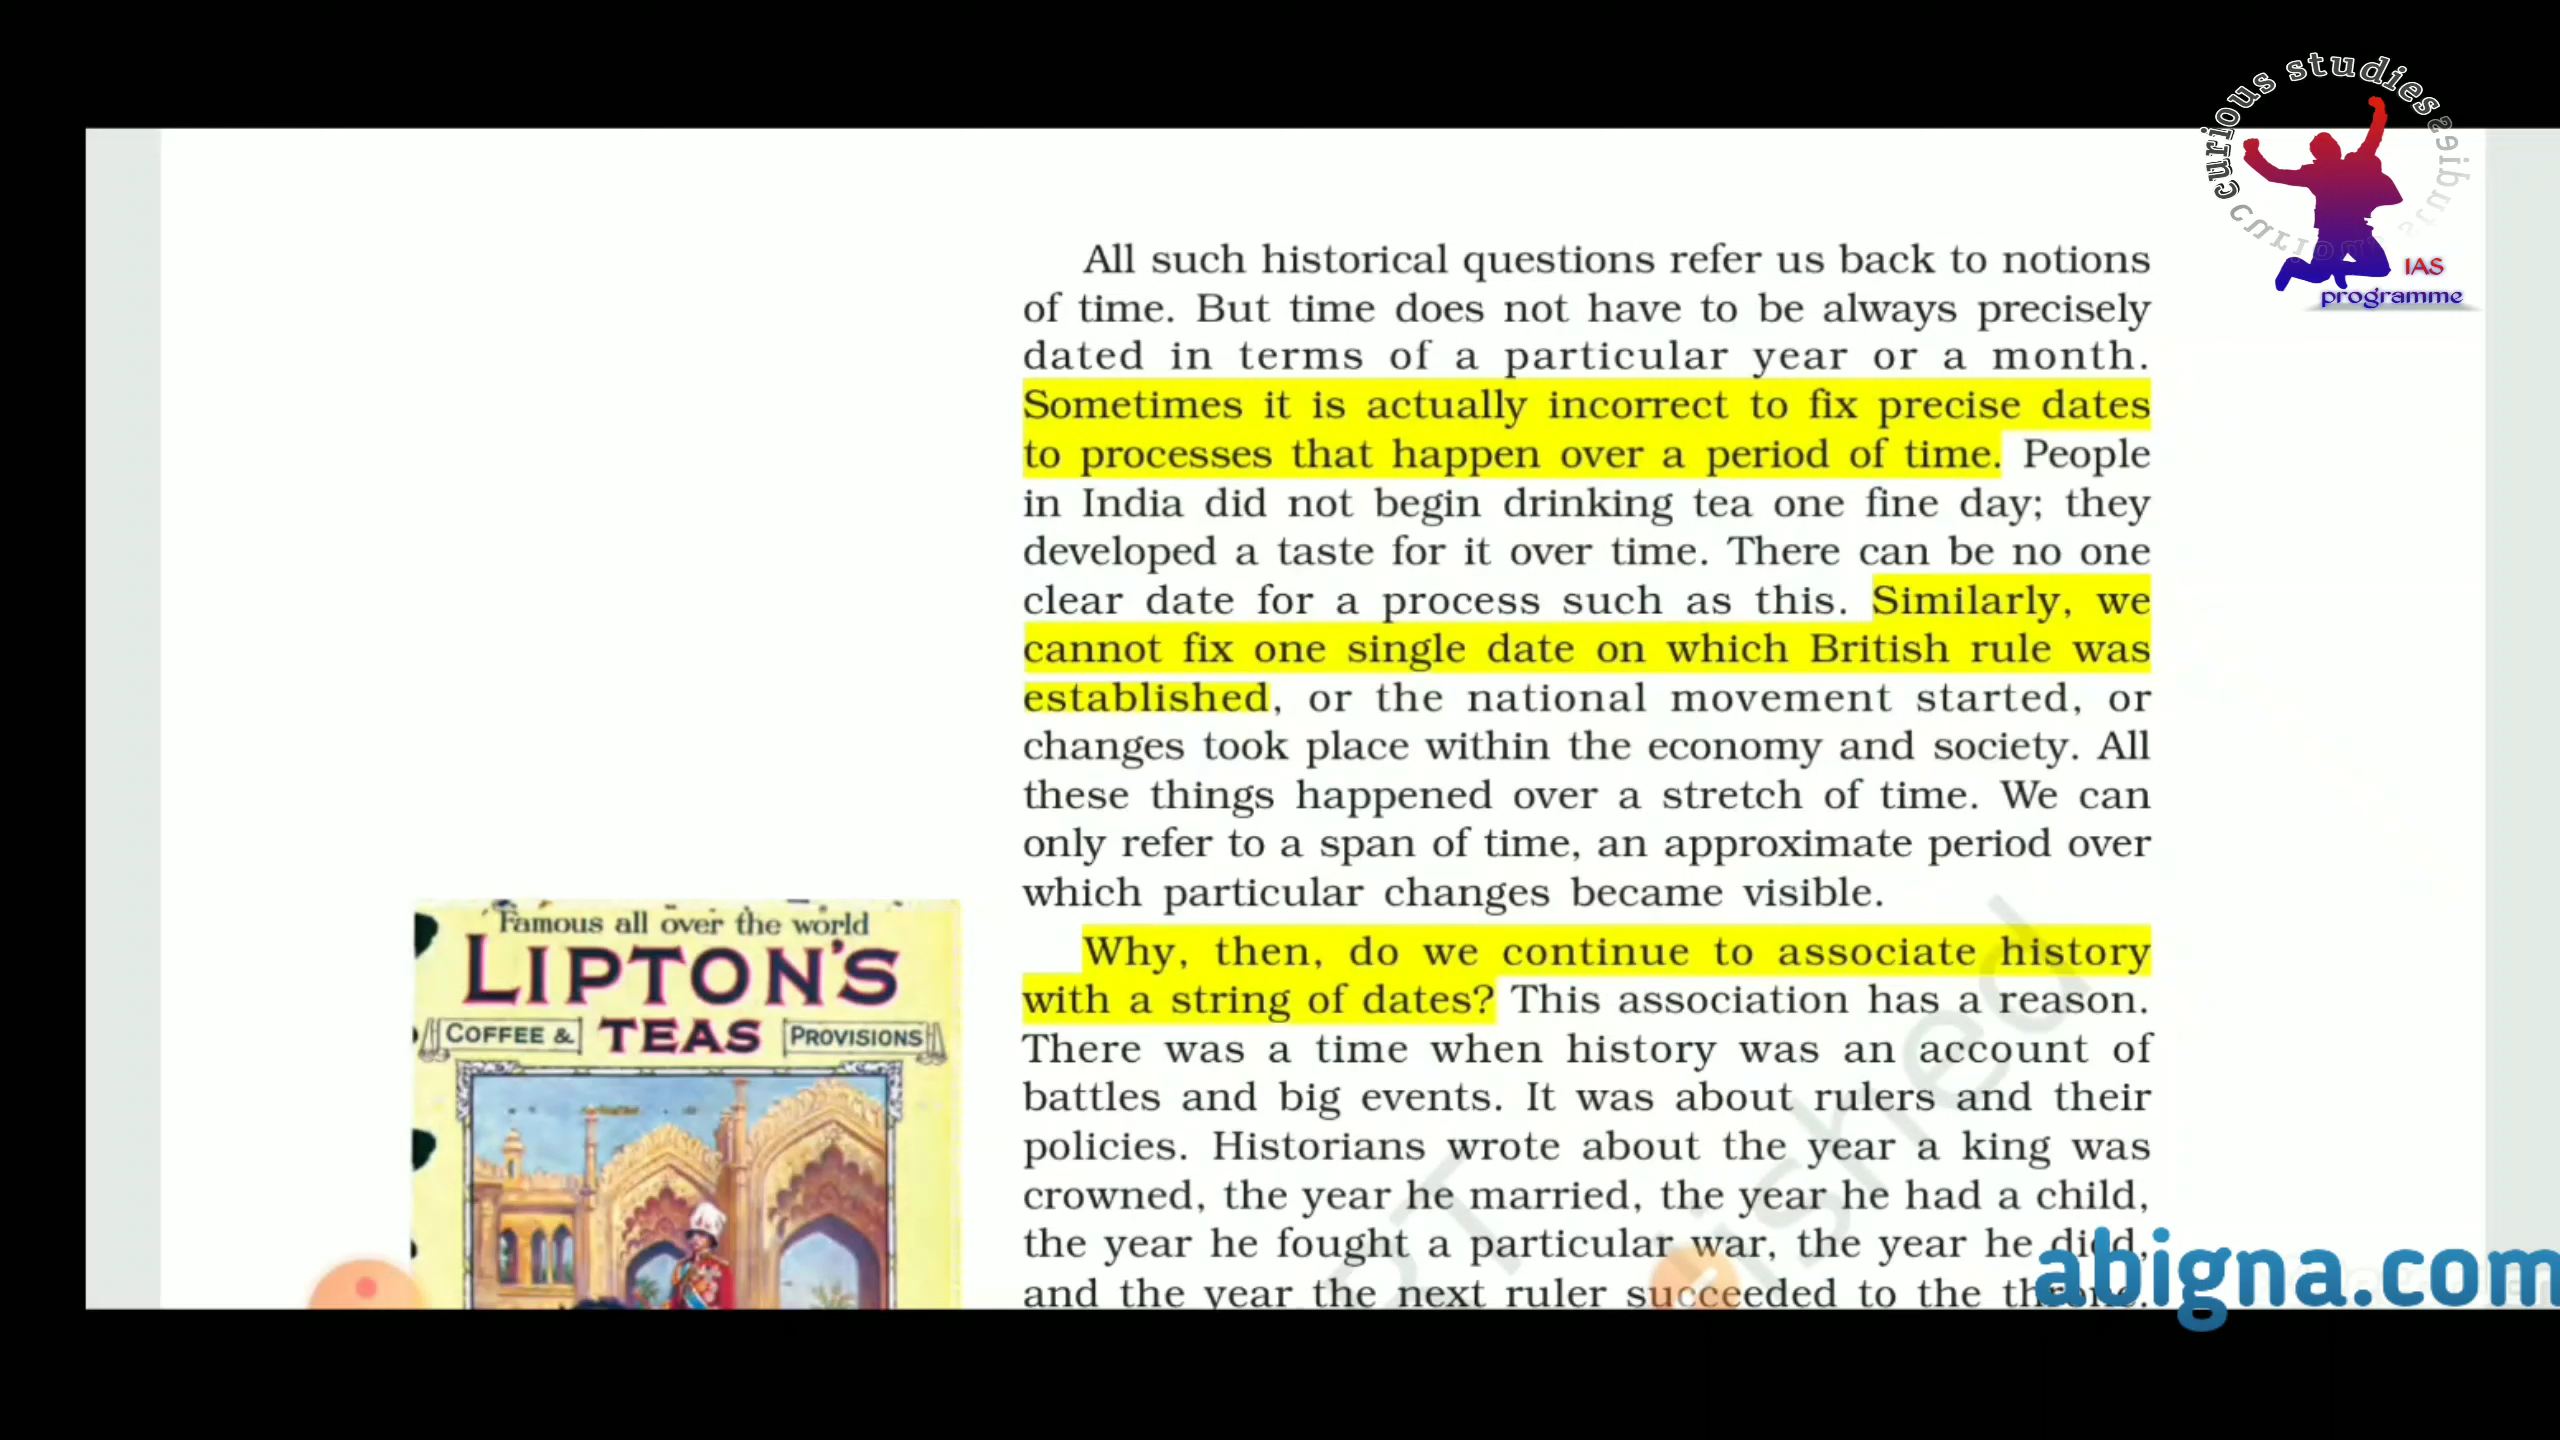 curious studies
IAS
programme
All such historical questions refer us back to notions
of time. But time does not have to be always precisely
dated in terms of a particular year or a month.
Sometimes it is actually incorrect to fix precise dates
to processes that happen over a period of time. People
in India did not begin drinking tea one fine day; they
developed a taste for it over time. There can be no one
clear date for a process such as this. Similarly, we
cannot fix one single date on which British rule was
established, or the national movement started, or
changes took place within the economy and society. All
these things happened over a stretch of time. We can
only refer to a span of time, an approximate period over
which particular changes became visible.
Why, then, do we continue to associate history
with a string of dates? This association has a reason.
There was a time when history was an account of
battles and big events. It was about rulers and their
policies. Historians wrote about the year a king was
crowned, the year he married, the year he had a child,
the year he fought a particular war, the year he died,
and the year the next ruler succeeded to the throne.
Famous all over the world
LIPTON'S
COFFEE & TEAS PROVISIONS
abigna.com